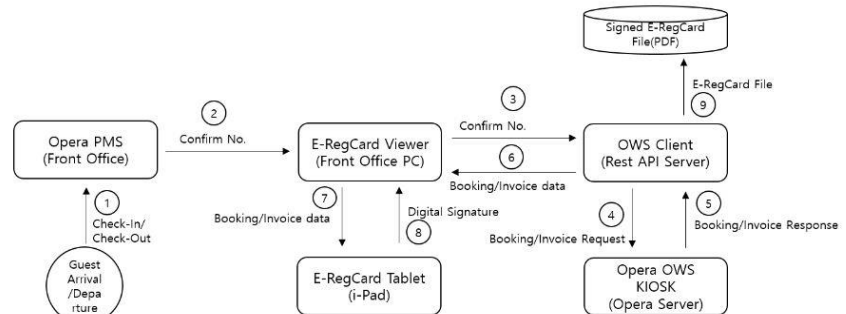 Signed E-RegCard
File(PDF)
E-RegCard File
9
2
Confirm No.
3
Confirm No.
Opera PMS
(Front Office)
E-RegCard Viewer
(Front Office PC)
OWS Client
(Rest API Server)
6
Booking/Invoice data
1
Check-In/
Check-Out
7
Booking/Invoice data
Digital Signature
8
4
Booking/Invoice Request
5
Booking/Invoice Response
Guest
Arrival
/Depa
rture
E-RegCard Tablet
(i-Pad)
Opera OWS
KIOSK
(Opera Server)